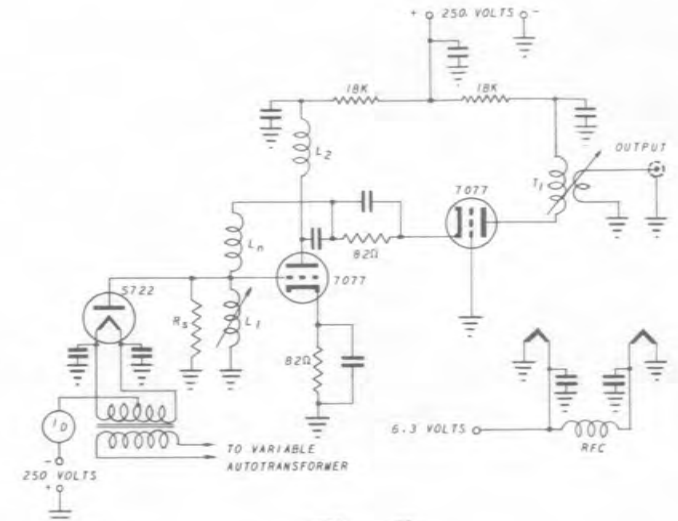 + 250 VOLTS -
18K
18K
L2
OUTPUT
T1
7077
Ln
82Ω
7077
5722
Rs
L1
82Ω
ID
-
250 VOLTS
+
TO VARIABLE
AUTOTRANSFORMER
6.3 VOLTS
RFC